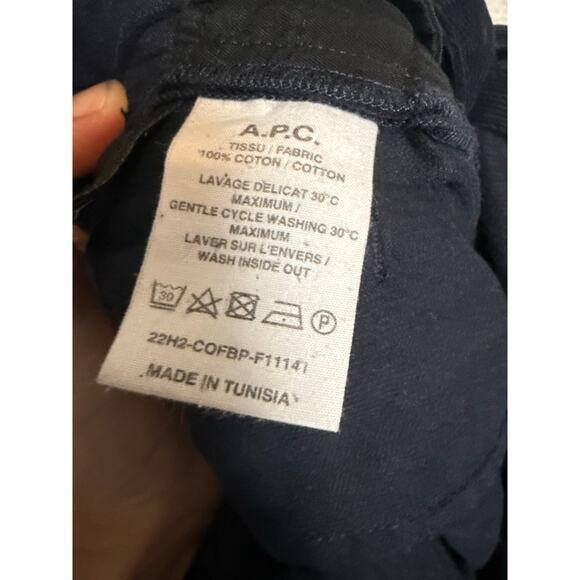 A.P.C.
TISSU / FABRIC
100% COTON / COTTON
LAVAGE DELICAT 30°C
MAXIMUM /
GENTLE CYCLE WASHING 30°C
MAXIMUM
LAVER SUR L'ENVERS /
WASH INSIDE OUT
30 P
22H2-COFBP-F11141
MADE IN TUNISIA